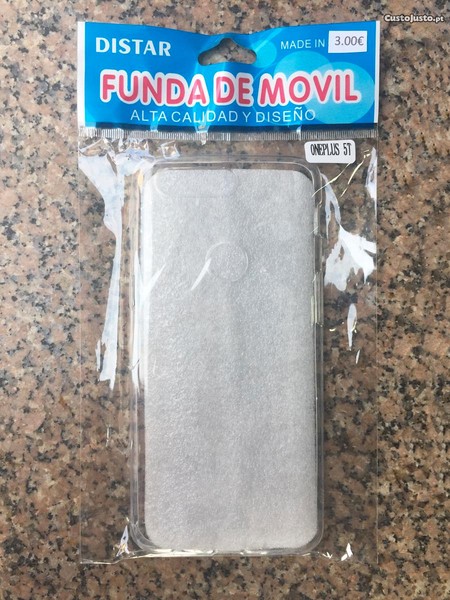 CustoJusto.pt
DISTAR
MADE IN 3.00€
FUNDA DE MOVIL
ALTA CALIDAD Y DISEÑO
ONEPLUS 5T